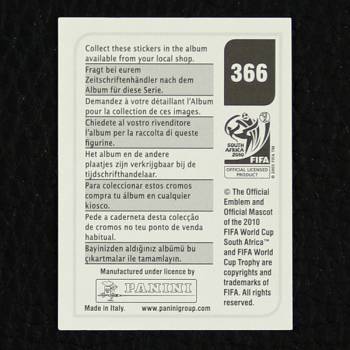 Collect these stickers in the album
available from your local shop.
Fragt bei eurem
Zeitschriftenhändler nach dem
Album für diese Serie.
Demandez à votre détaillant l'Album
pour la collection de ces images.
Chiedete al vostro rivenditore
l'album per la raccolta di queste
figurine.
Het album en de andere
plaatjes zijn verkrijgbaar bij de
tijdschrifthandelaar.
Para coleccionar estos cromos
compra tu álbum en cualquier
kiosco.
Pede a caderneta desta colecção
de cromos no teu ponto de venda
habitual.
Bayinizden aldığınız albümü bu
çıkartmalar ile tamamlayın.
Manufactured under licence by
PANINI
Made in Italy. www.paninigroup.com
366
SOUTH AFRICA
2010
FIFA
OFFICIAL LICENSED
PRODUCT
© 2005 FIFA TM
© The Official
Emblem and
Official Mascot
of the 2010
FIFA World Cup
South Africa™
and FIFA World
Cup Trophy are
copyrights and
trademarks of
FIFA. All rights
reserved.